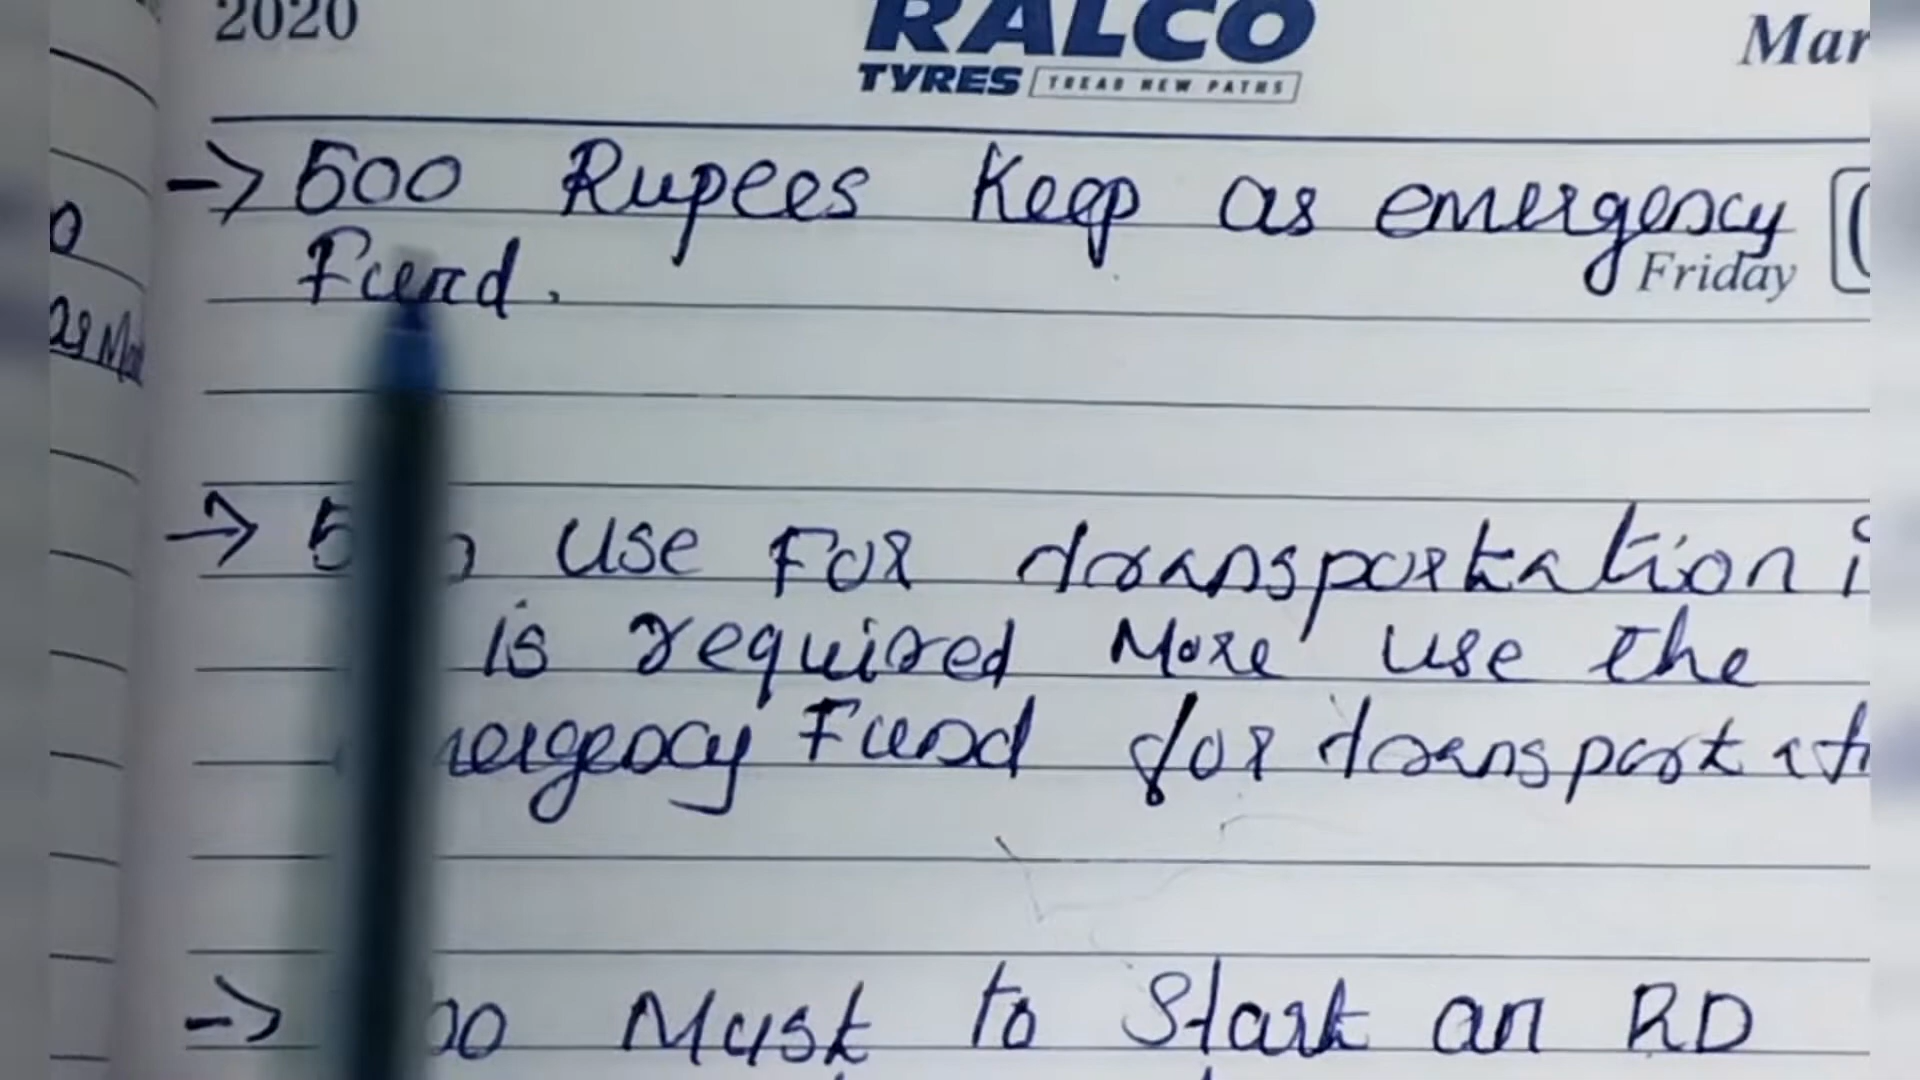 2020
RALCO
TYRES TREAD NEW PATHS
Mar
-> 500 Rupees Keep as emergency
Friday
Fund.
-> use For transportation i
is required More use the
Fund for transportati
-> Must to Start an RD